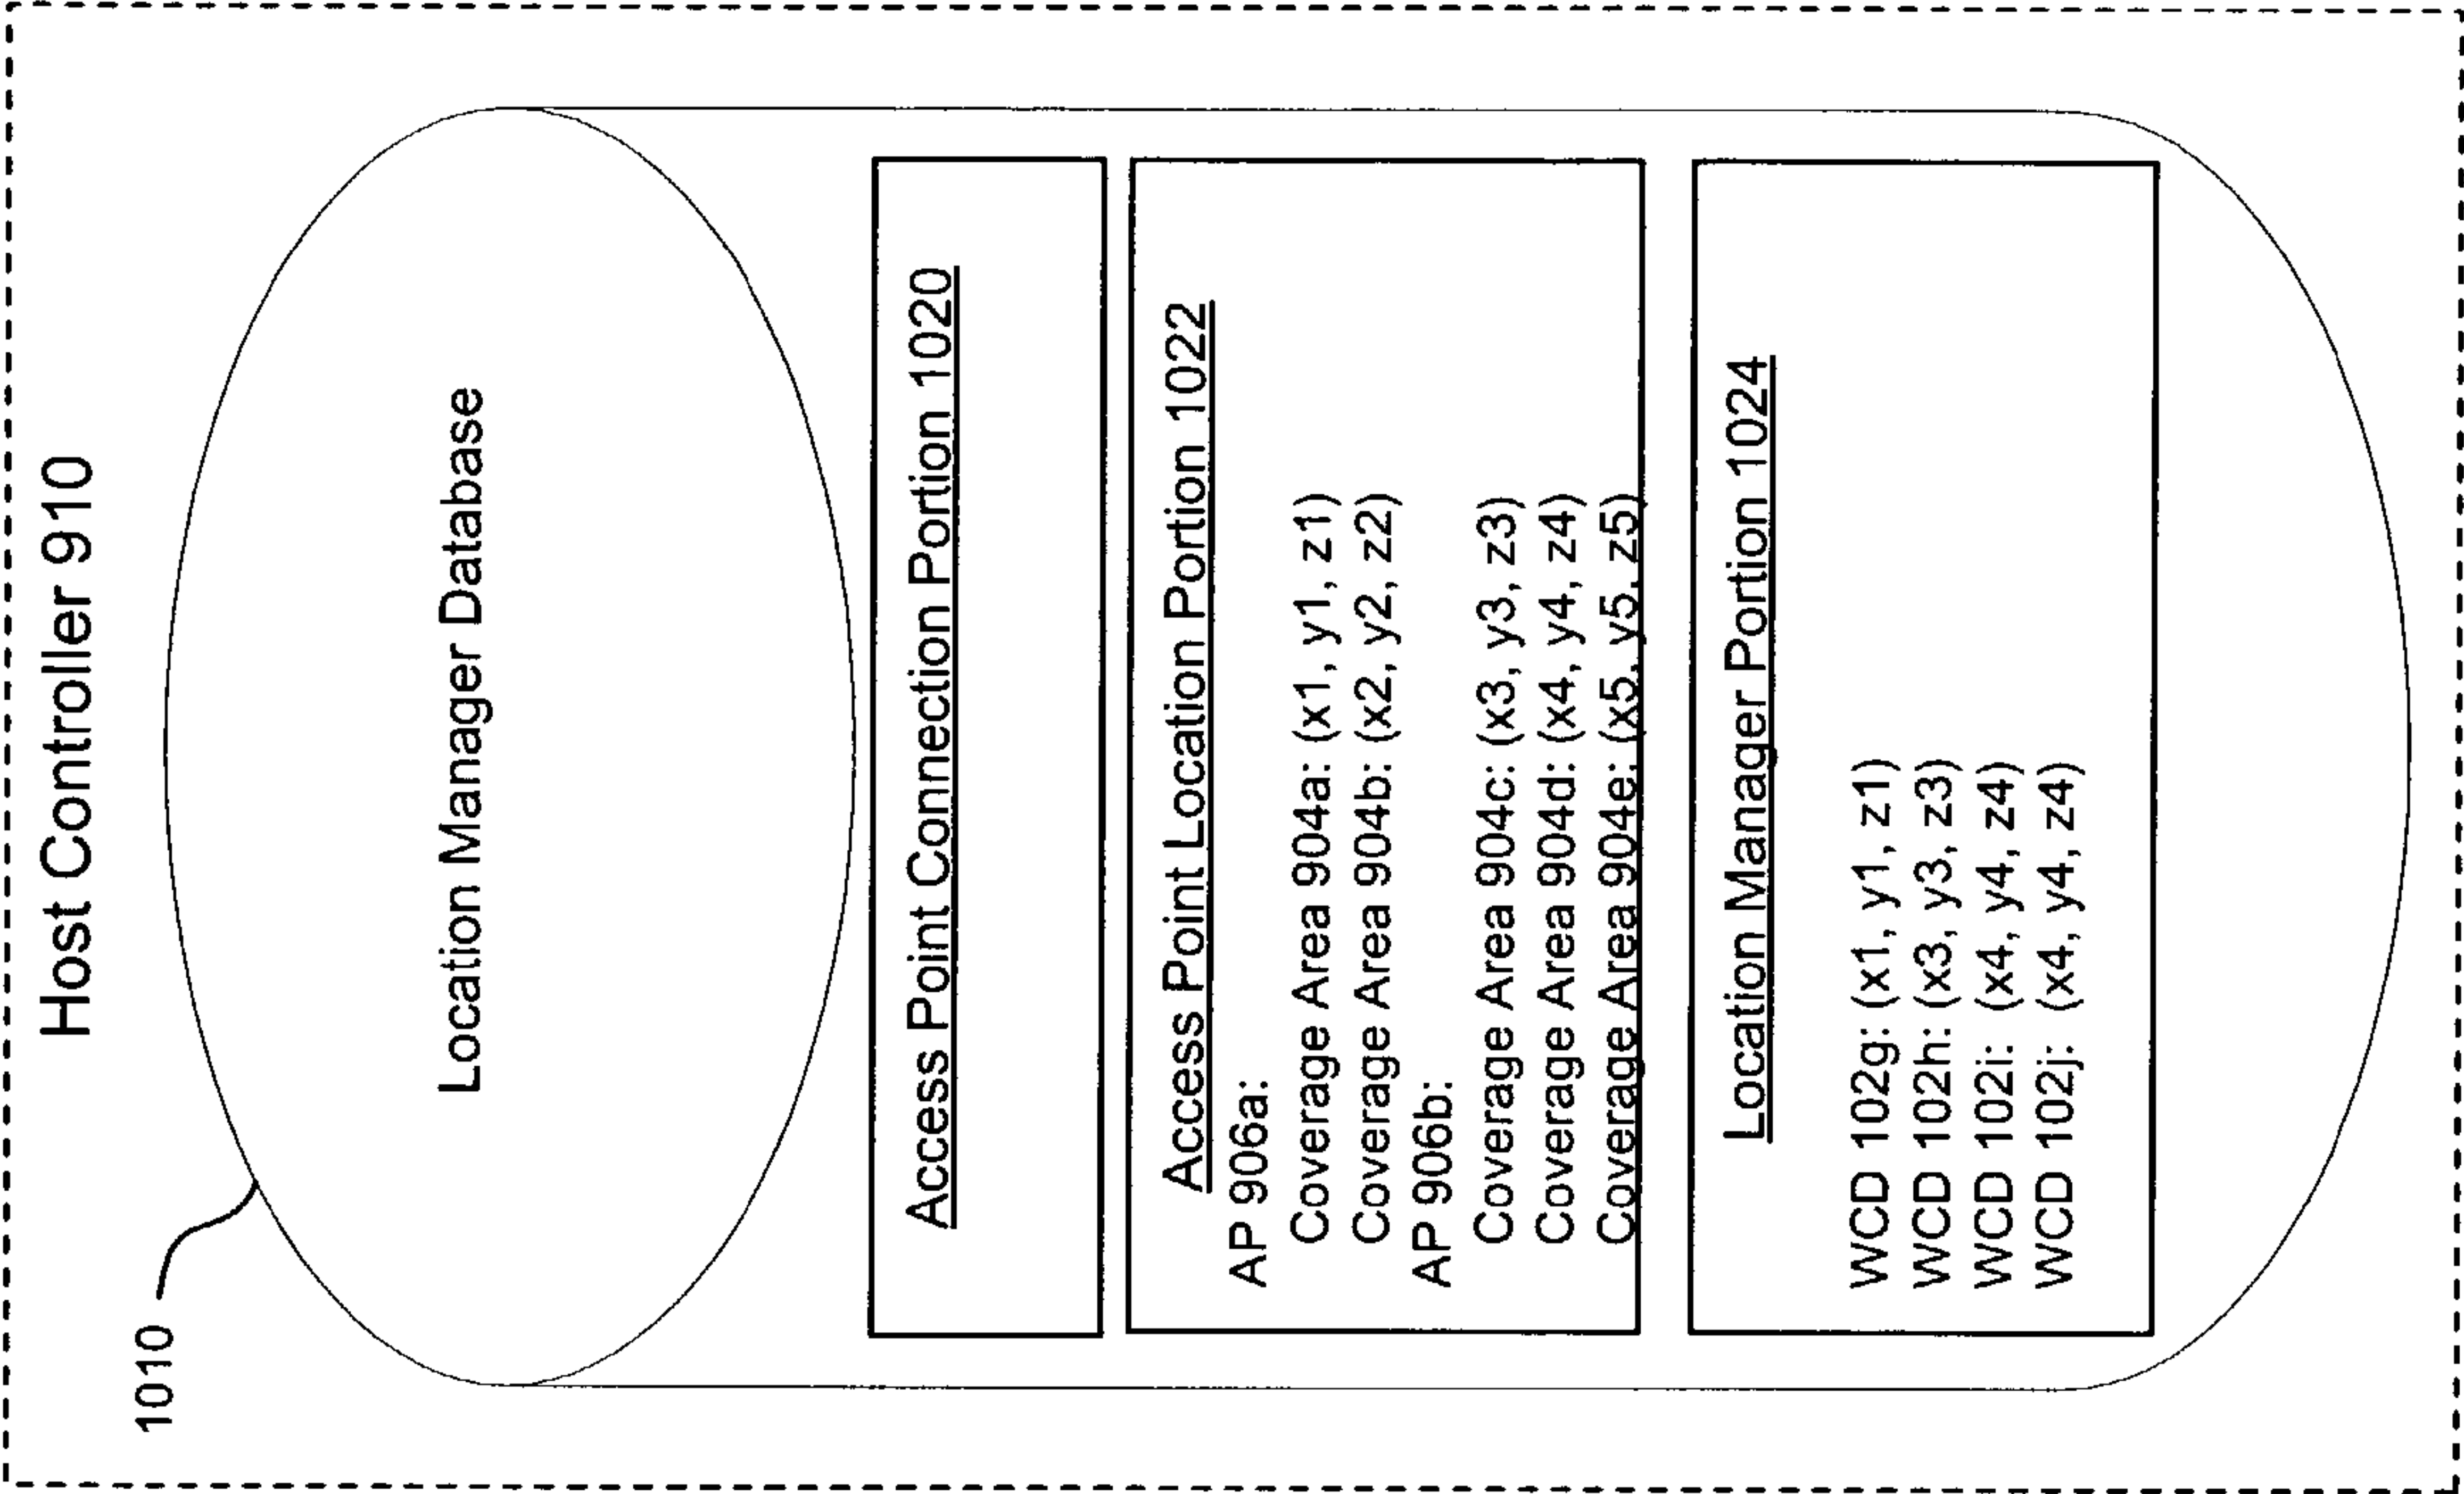 Host Controller 910
1010
Location Manager Database
Access Point Connection Portion 1020
Access Point Location Portion 1022
AP 906a:
Coverage Area 904a: (x1, y1, z1)
Coverage Area 904b: (x2, y2, z2)
AP 906b:
Coverage Area 904c: (x3, y3, z3)
Coverage Area 904d: (x4, y4, z4)
Coverage Area 904e: (x5, y5, z5)
Location Manager Portion 1024
WCD 102g: (x1, y1, z1)
WCD 102h: (x3, y3, z3)
WCD 102i: (x4, y4, z4)
WCD 102j: (x4, y4, z4)